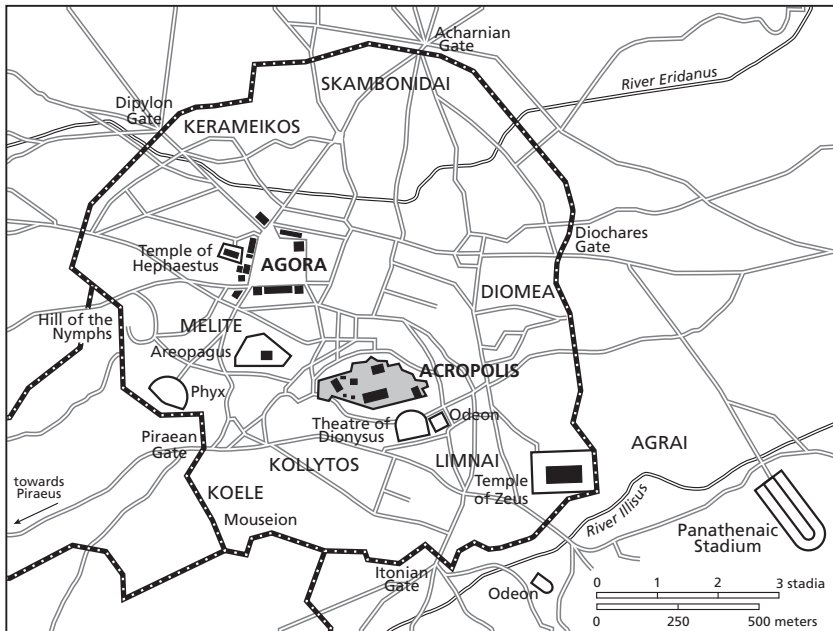 Acharnian
Gate
SKAMBONIDAI
River Eridanus
Dipylon
Gate
KERAMEIKOS
Diochares
Gate
Temple of
Hephaestus
AGORA
DIOMEA
Hill of the
Nymphs
MELITE
Areopagus
ACROPOLIS
Phyx
Theatre of
Dionysus
Odeon
Piraean
Gate
AGRAI
KOLLYTOS
LIMNAI
Temple
of Zeus
towards
Piraeus
KOELE
Mouseion
River Illisus
Panathenaic
Stadium
Itonian
Gate
Odeon
0 1 2 3 stadia
0 250 500 meters